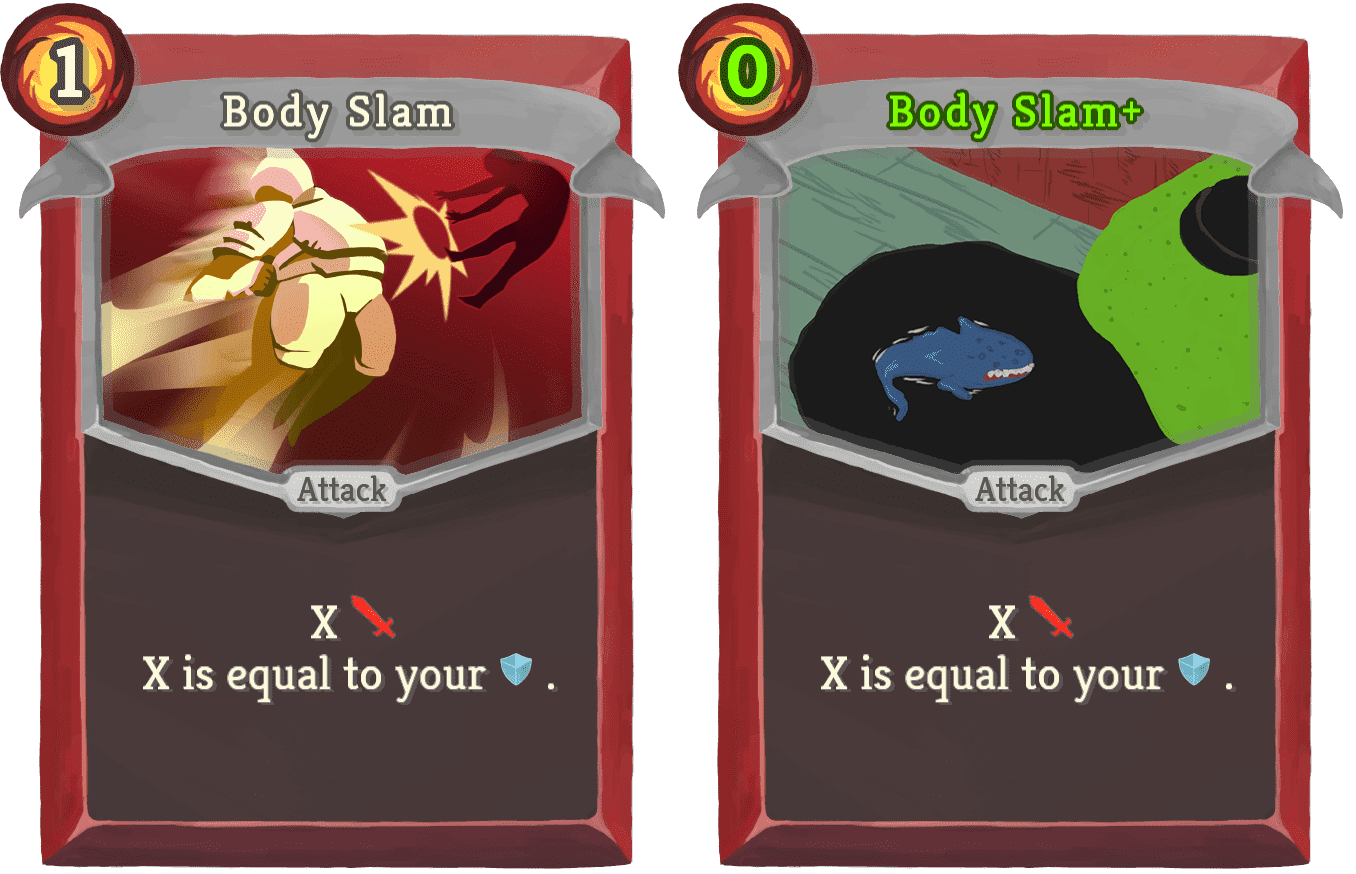 1
Body Slam
Attack
X
X is equal to your .
0
Body Slam+
Attack
X
X is equal to your .